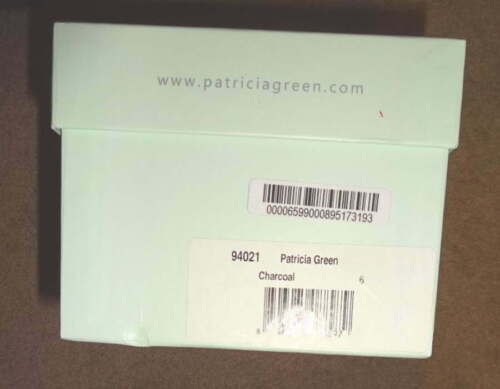 www.patriciagreen.com
00006599000895173193
94021 Patricia Green
Charcoal 6